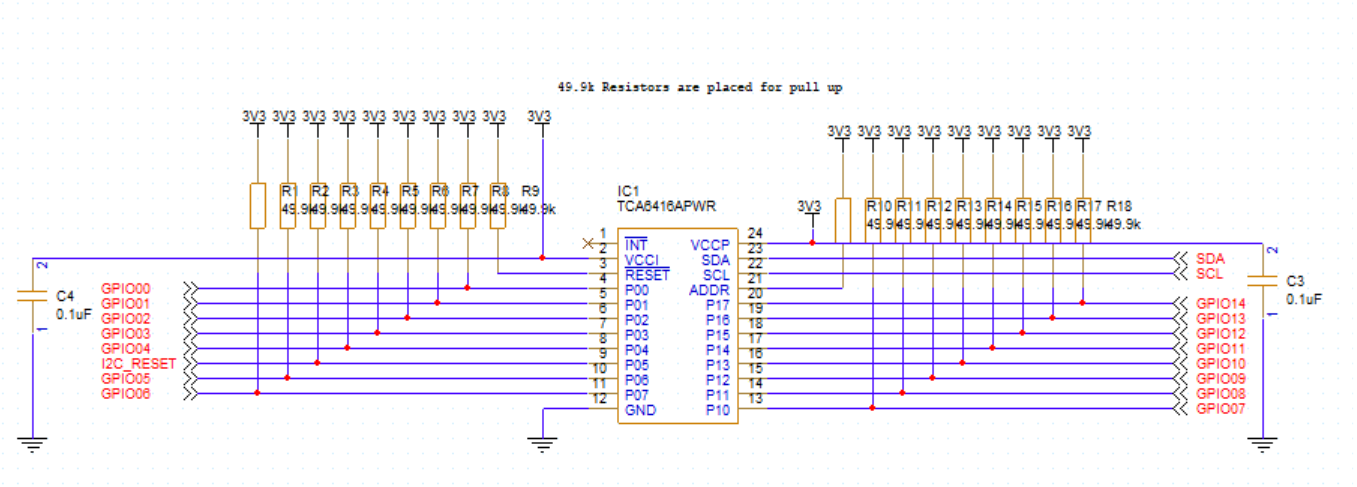 49.9k Resistors are placed for pull up
3V3 3V3 3V3 3V3 3V3 3V3 3V3 3V3 3V3 3V3
3V3 3V3 3V3 3V3 3V3 3V3 3V3 3V3 3V3
R1 R2 R3 R4 R5 R6 R7 R8 R9
49.9k 49.9k 49.9k 49.9k 49.9k 49.9k 49.9k 49.9k 49.9k
IC1
TCA6416APWR
3V3
R10 R11 R12 R13 R14 R15 R16 R17 R18
49.9k 49.9k 49.9k 49.9k 49.9k 49.9k 49.9k 49.9k 49.9k
1 INT VCCP 24
2 VCCI SDA 23
3 RESET SCL 22
4 P00 ADDR 21
5 P01 P17 20
6 P02 P16 19
7 P03 P15 18
8 P04 P14 17
9 P05 P13 16
10 P06 P12 15
11 P07 P11 14
12 GND P10 13
2
C4
0.1uF
1
GPIO00
GPIO01
GPIO02
GPIO03
GPIO04
I2C_RESET
GPIO05
GPIO06
SDA
SCL
GPIO14
GPIO13
GPIO12
GPIO11
GPIO10
GPIO09
GPIO08
GPIO07
2
C3
0.1uF
1